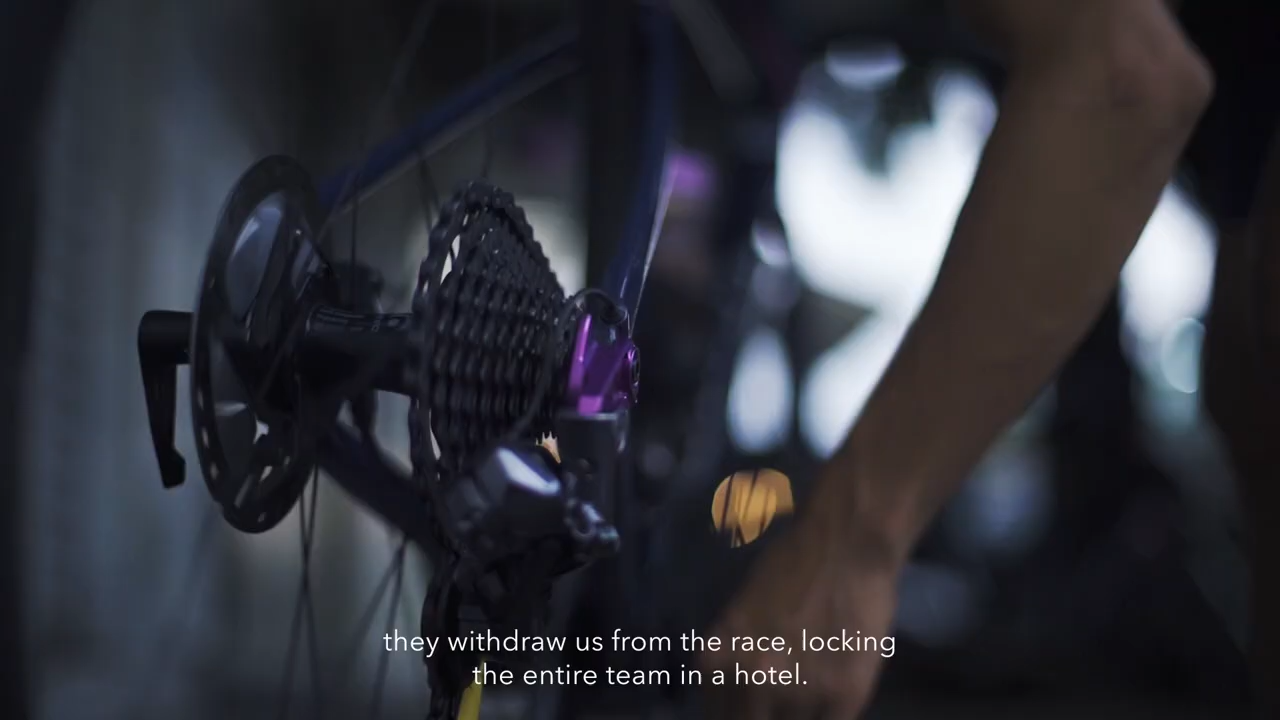 they withdraw us from the race, locking
the entire team in a hotel.